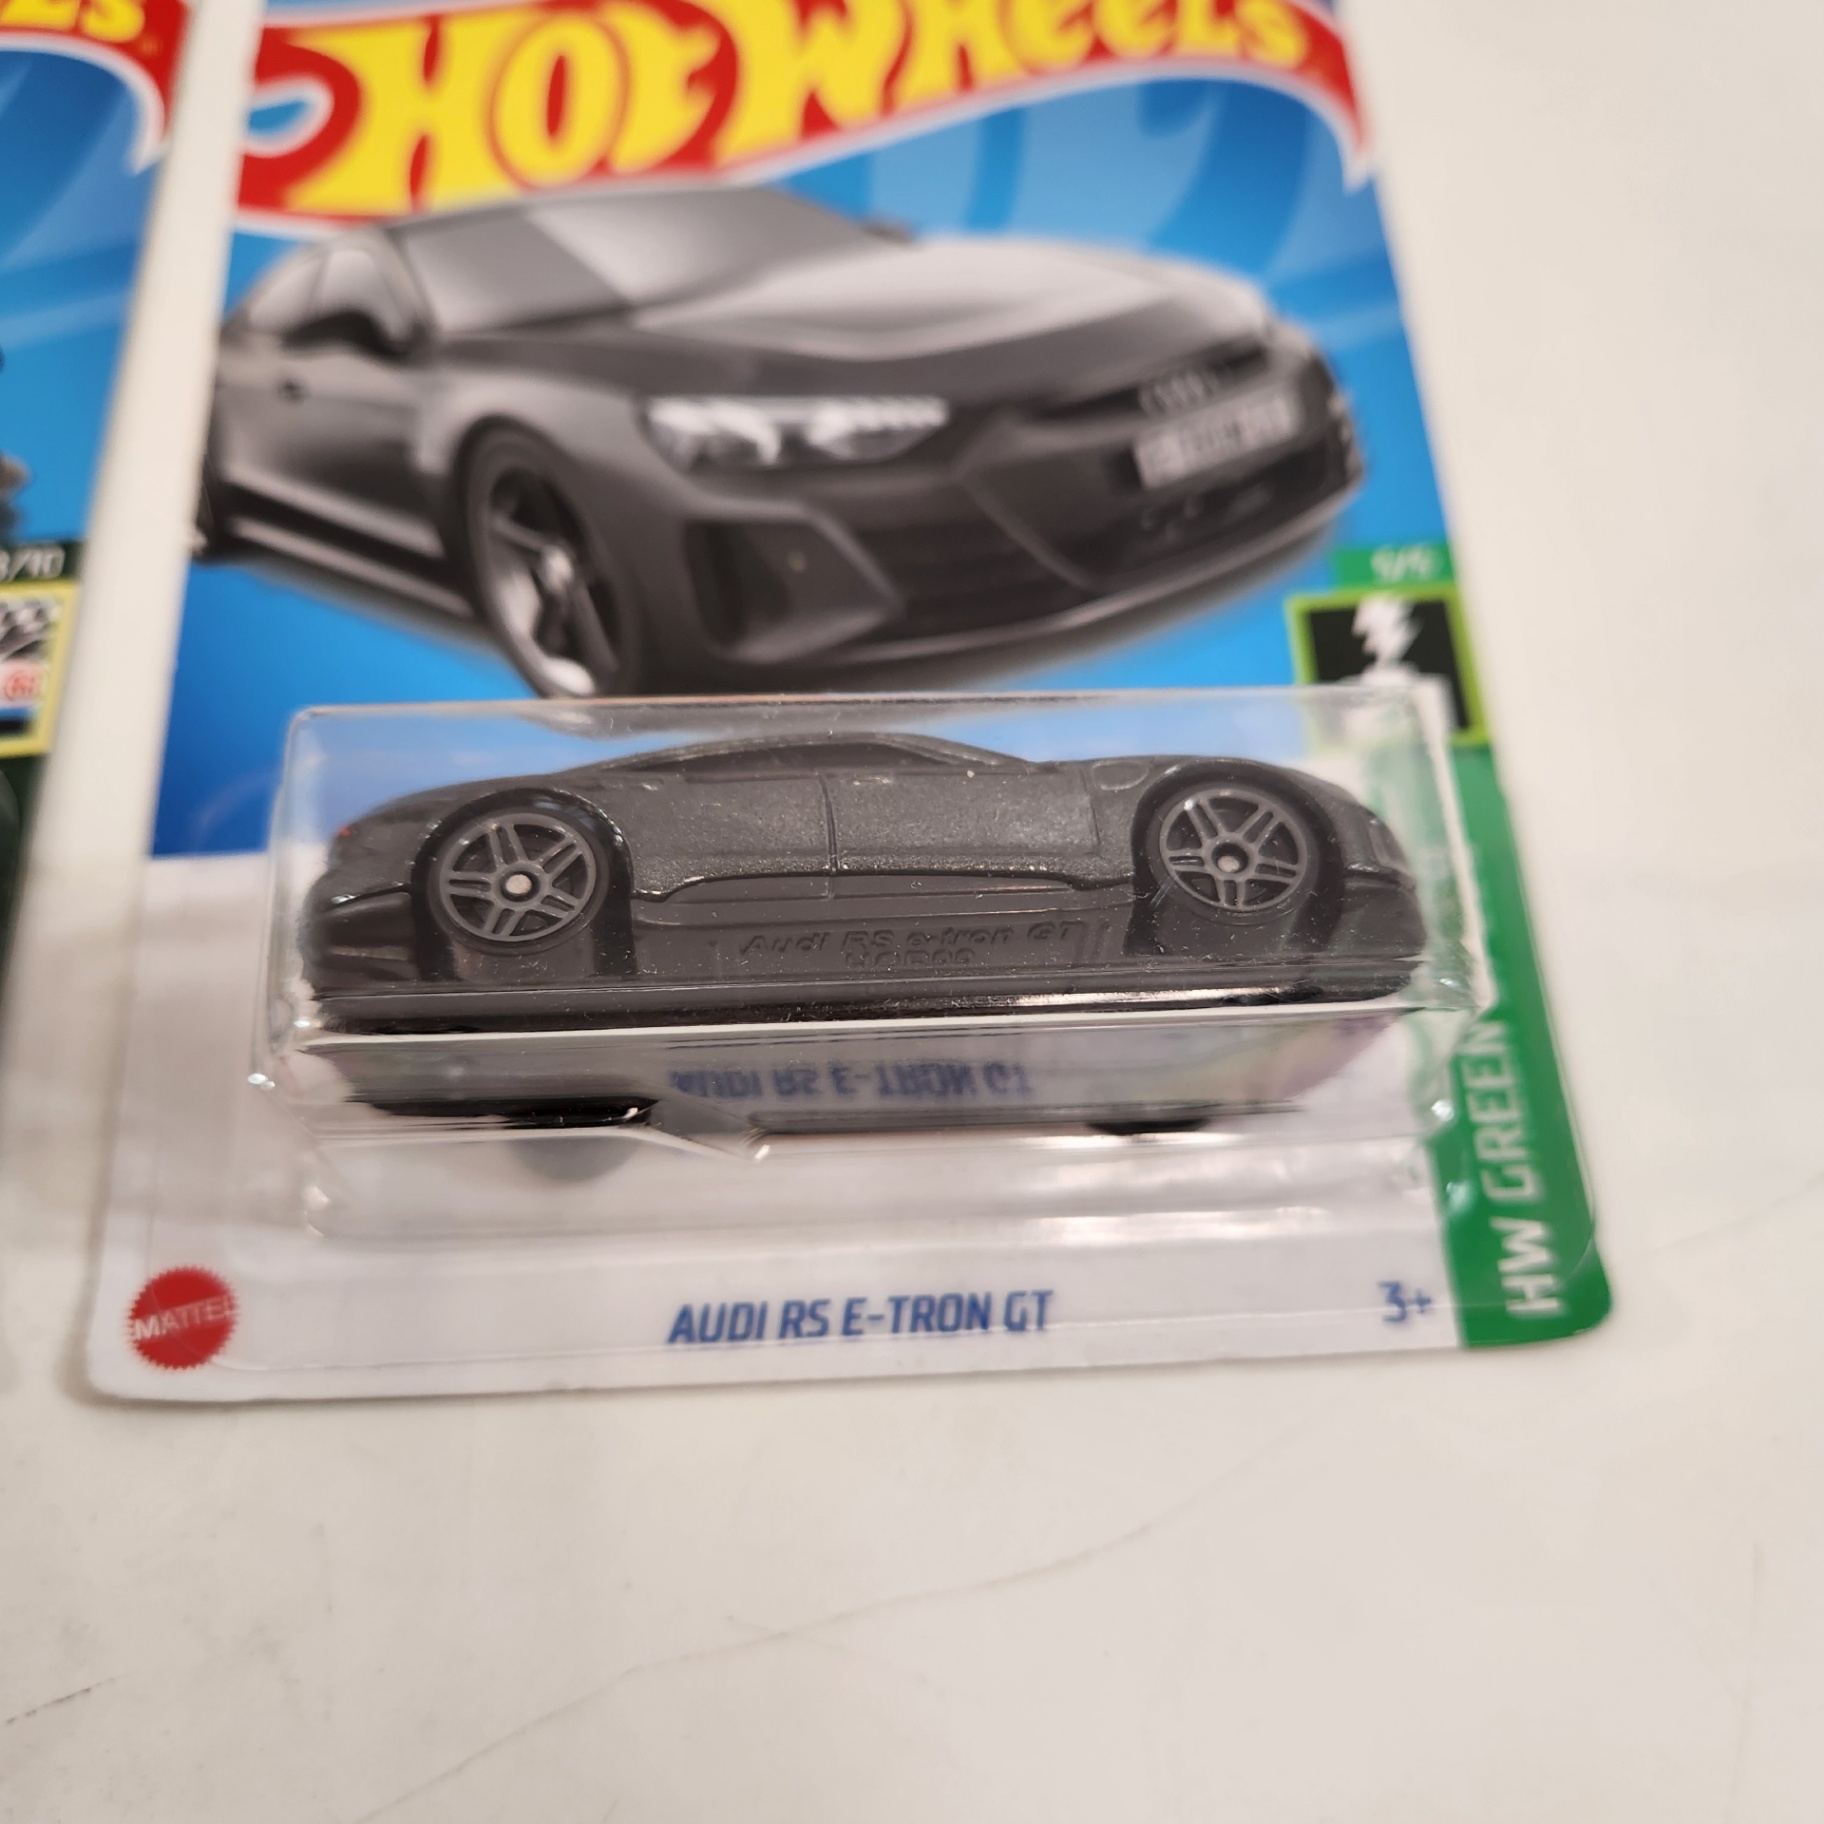 HOT WHEELS
5/5
Audi RS e-tron GT
AUDI RS E-TRON GT
HW GREEN
MATTEL
AUDI RS E-TRON GT
3+